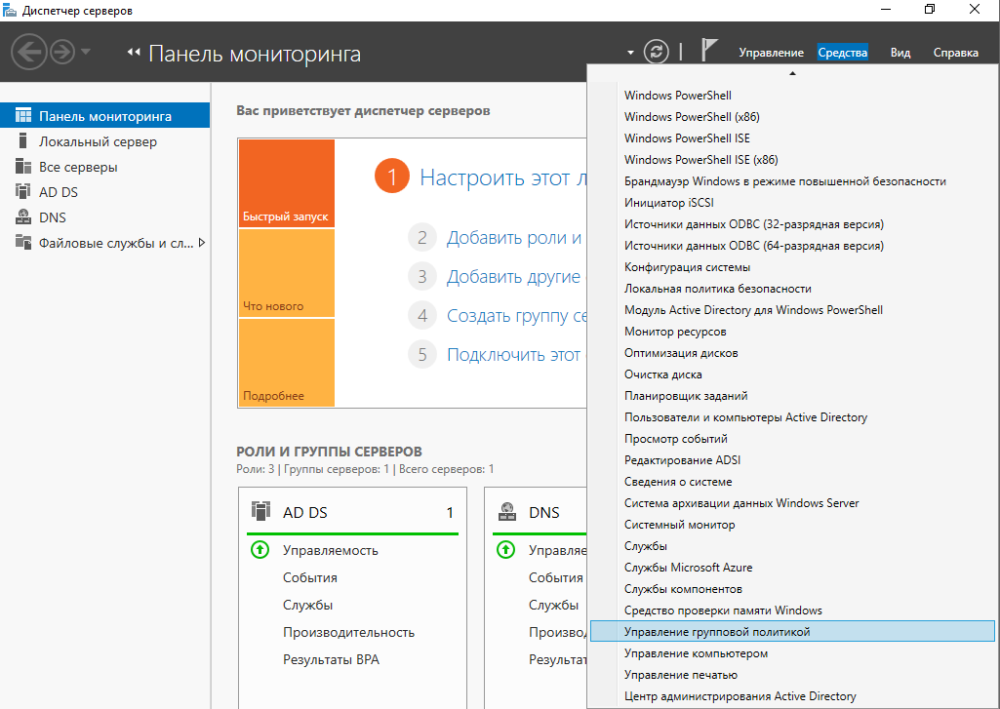 Диспетчер серверов
Панель мониторинга
Управление
Средства
Вид
Справка
Панель мониторинга
Локальный сервер
Все серверы
AD DS
DNS
Файловые службы и сл...
Вас приветствует диспетчер серверов
Быстрый запуск
Что нового
Подробнее
1 Настроить этот л
2 Добавить роли и
3 Добавить другие
4 Создать группу се
5 Подключить этот
РОЛИ И ГРУППЫ СЕРВЕРОВ
Роли: 3 | Группы серверов: 1 | Всего серверов: 1
AD DS 1
Управляемость
События
Службы
Производительность
Результаты BPA
DNS
Управляе
События
Службы
Произво
Результат
Windows PowerShell
Windows PowerShell (x86)
Windows PowerShell ISE
Windows PowerShell ISE (x86)
Брандмауэр Windows в режиме повышенной безопасности
Инициатор iSCSI
Источники данных ODBC (32-разрядная версия)
Источники данных ODBC (64-разрядная версия)
Конфигурация системы
Локальная политика безопасности
Модуль Active Directory для Windows PowerShell
Монитор ресурсов
Оптимизация дисков
Очистка диска
Планировщик заданий
Пользователи и компьютеры Active Directory
Просмотр событий
Редактирование ADSI
Сведения о системе
Система архивации данных Windows Server
Системный монитор
Службы
Службы Microsoft Azure
Службы компонентов
Средство проверки памяти Windows
Управление групповой политикой
Управление компьютером
Управление печатью
Центр администрирования Active Directory